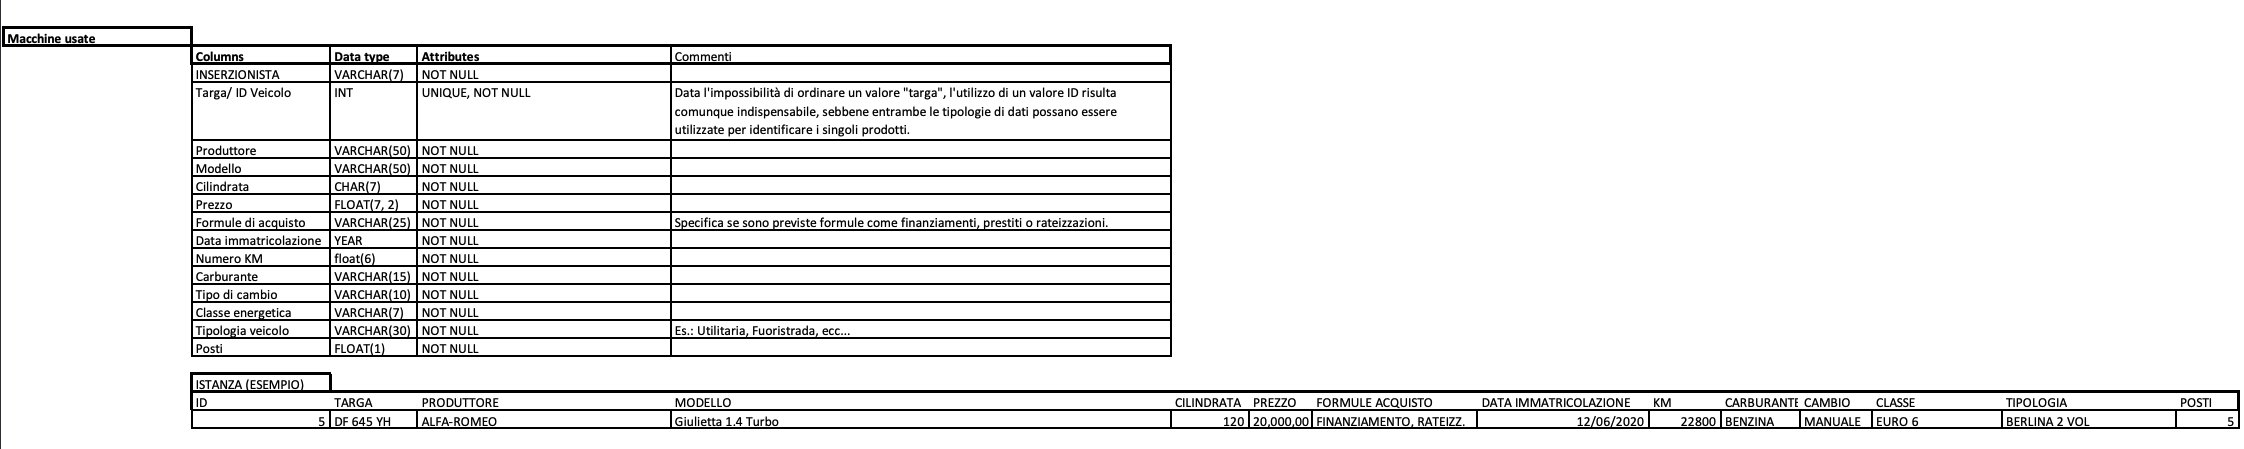 Macchine usate
Columns Data type Attributes Commenti
INSERZIONISTA VARCHAR(7) NOT NULL
Targa/ ID Veicolo INT UNIQUE, NOT NULL Data l'impossibilità di ordinare un valore "targa", l'utilizzo di un valore ID risulta
comunque indispensabile, sebbene entrambe le tipologie di dati possano essere
utilizzate per identificare i singoli prodotti.
Produttore VARCHAR(50) NOT NULL
Modello VARCHAR(50) NOT NULL
Cilindrata CHAR(7) NOT NULL
Prezzo FLOAT(7, 2) NOT NULL
Formule di acquisto VARCHAR(25) NOT NULL Specifica se sono previste formule come finanziamenti, prestiti o rateizzazioni.
Data immatricolazione YEAR NOT NULL
Numero KM float(6) NOT NULL
Carburante VARCHAR(15) NOT NULL
Tipo di cambio VARCHAR(10) NOT NULL
Classe energetica VARCHAR(7) NOT NULL
Tipologia veicolo VARCHAR(30) NOT NULL Es.: Utilitaria, Fuoristrada, ecc...
Posti FLOAT(1) NOT NULL
ISTANZA (ESEMPIO)
ID TARGA PRODUTTORE MODELLO CILINDRATA PREZZO FORMULE ACQUISTO DATA IMMATRICOLAZIONE KM CARBURANTE CAMBIO CLASSE TIPOLOGIA POSTI
5 DF 645 YH ALFA-ROMEO Giulietta 1.4 Turbo 120 20,000,00 FINANZIAMENTO, RATEIZZ. 12/06/2020 22800 BENZINA MANUALE EURO 6 BERLINA 2 VOL 5